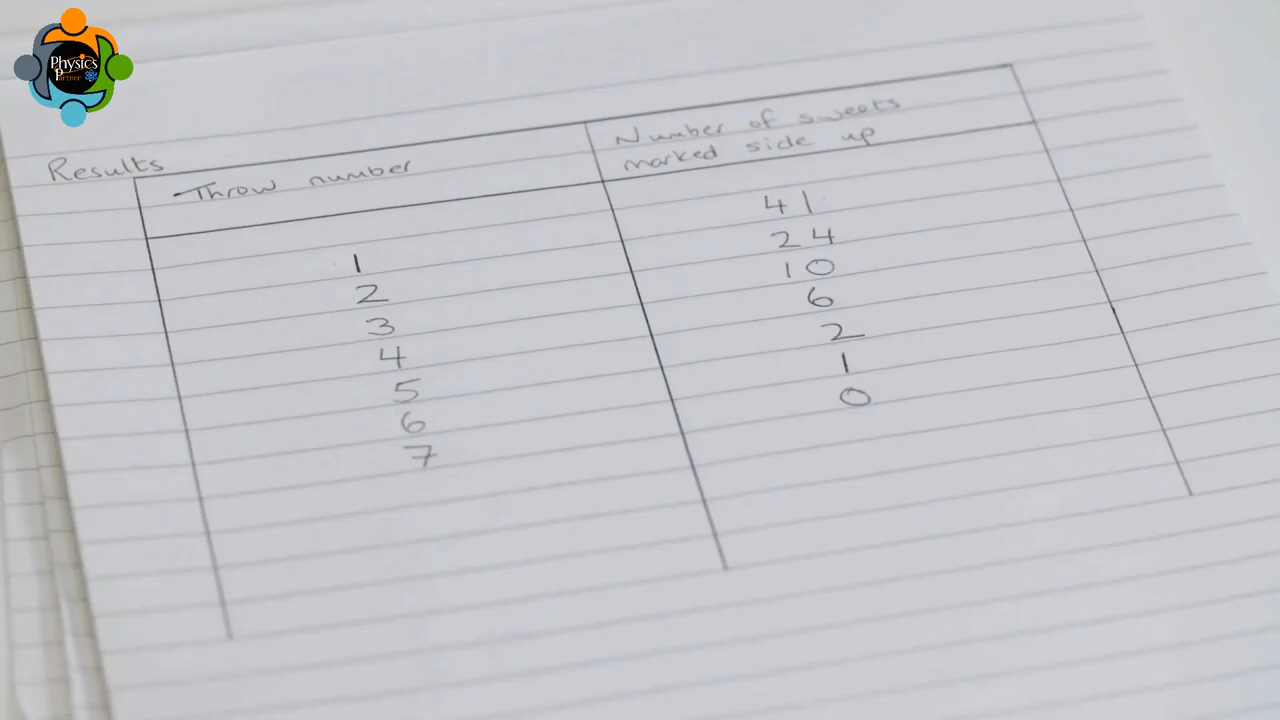 Physics
Partner
Results
Throw number
Number of sweets
marked side up
1 41
2 24
3 10
4 6
5 2
6 1
7 0